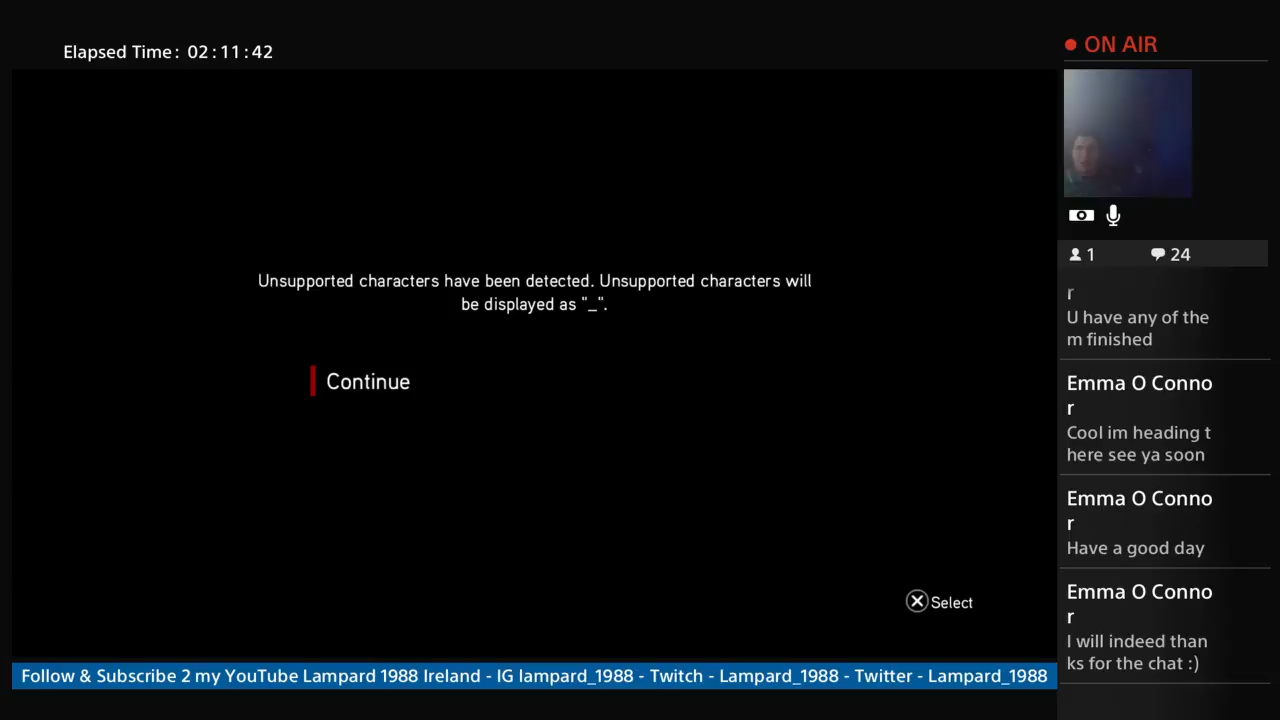 Elapsed Time: 02:11:42
ON AIR
1 24
Unsupported characters have been detected. Unsupported characters will
be displayed as "_".
Continue
Select
r
U have any of the
m finished
Emma O Conno
r
Cool im heading t
here see ya soon
Emma O Conno
r
Have a good day
Emma O Conno
r
I will indeed than
ks for the chat :)
Follow & Subscribe 2 my YouTube Lampard 1988 Ireland - IG lampard_1988 - Twitch - Lampard_1988 - Twitter - Lampard_1988